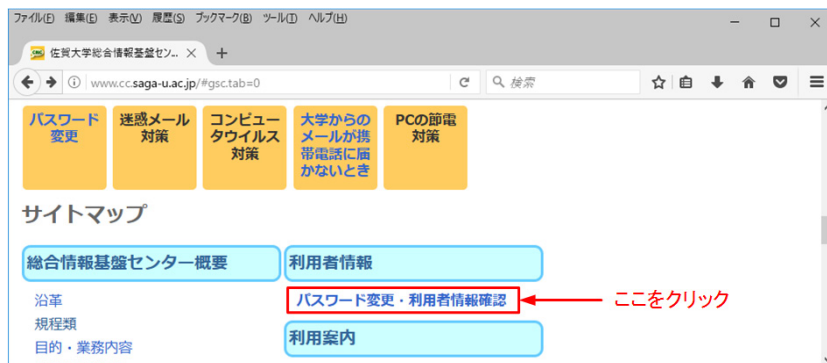 ファイル(F) 編集(E) 表示(V) 履歴(S) ブックマーク(B) ツール(T) ヘルプ(H)
佐賀大学総合情報基盤セン...
www.cc.saga-u.ac.jp/#gsc.tab=0
検索
パスワード
変更
迷惑メール
対策
コンピュー
タウイルス
対策
大学からの
メールが携
帯電話に届
かないとき
PCの節電
対策
サイトマップ
総合情報基盤センター概要
利用者情報
沿革
パスワード変更・利用者情報確認
ここをクリック
規程類
目的・業務内容
利用案内